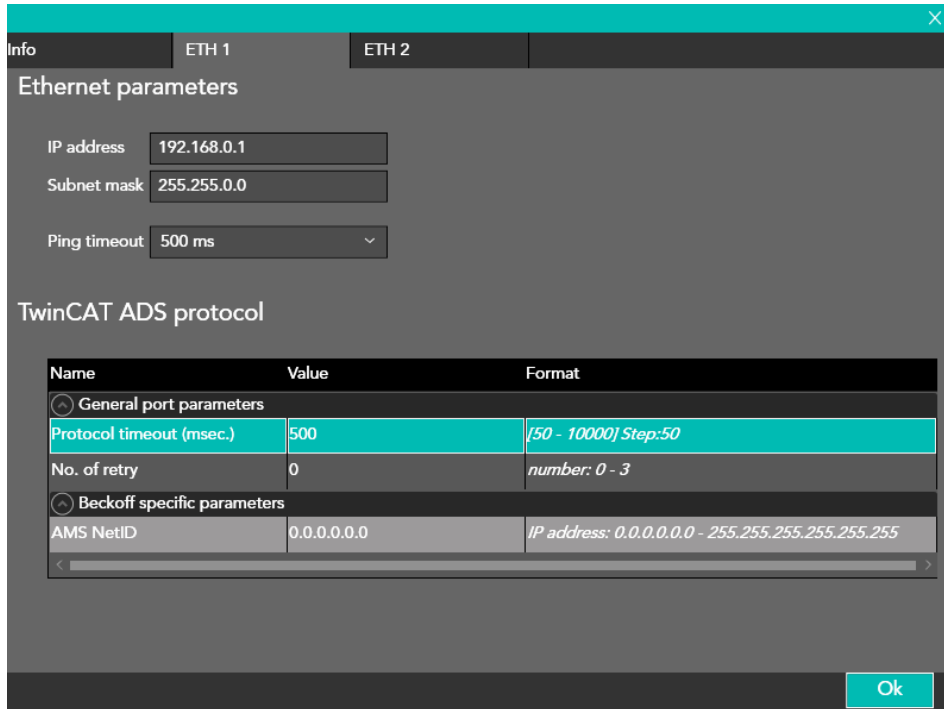 Info ETH 1 ETH 2
Ethernet parameters
IP address 192.168.0.1
Subnet mask 255.255.0.0
Ping timeout 500 ms
TwinCAT ADS protocol
Name Value Format
General port parameters
Protocol timeout (msec.) 500 [50 - 10000] Step:50
No. of retry 0 number: 0 - 3
Beckoff specific parameters
AMS NetID 0.0.0.0.0.0 IP address: 0.0.0.0.0.0 - 255.255.255.255.255.255
Ok